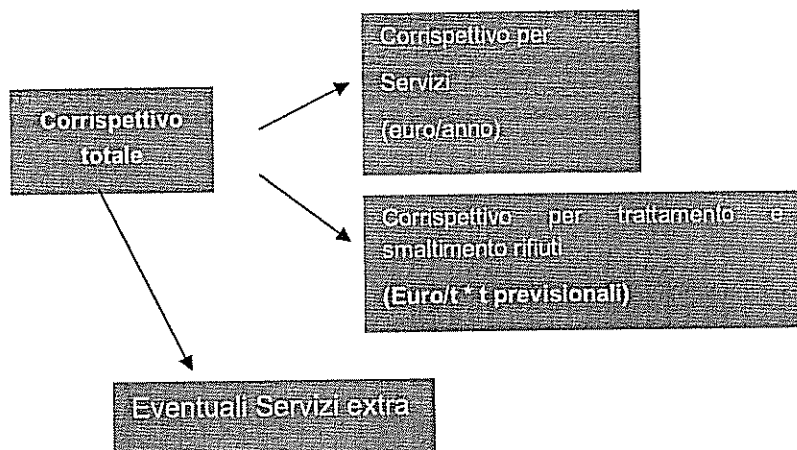 Corrispettivo per
Servizi
(euro/anno)
Corrispettivo
totale
Corrispettivo per trattamento e
smaltimento rifiuti
(Euro/t * t previsionali)
Eventuali Servizi extra